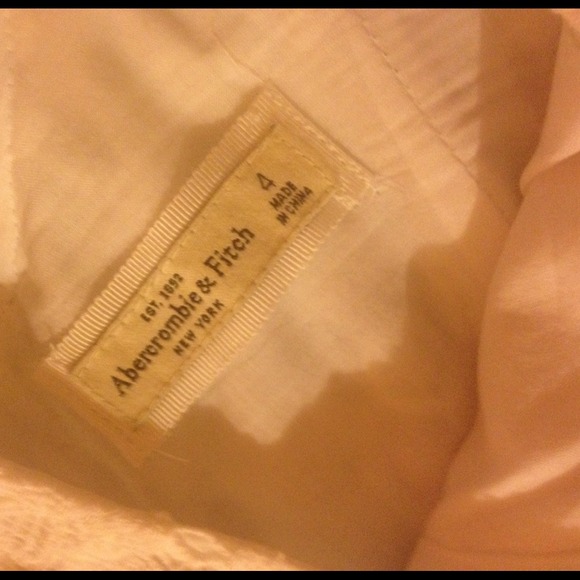 EST. 1892
Abercrombie & Fitch
NEW YORK
4
MADE
IN CHINA